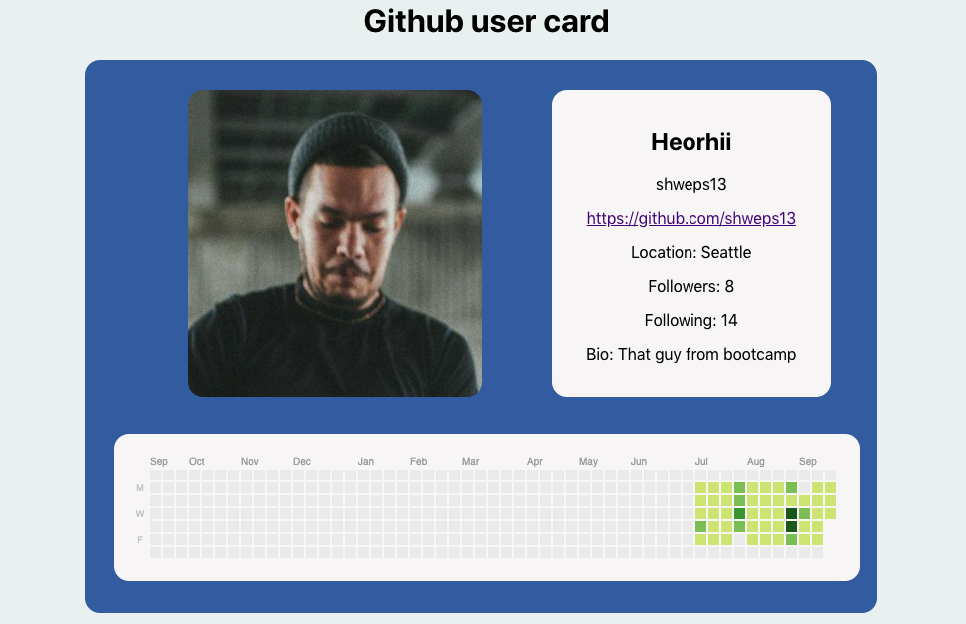 Github user card
Heorhii
shweps13
https://github.com/shweps13
Location: Seattle
Followers: 8
Following: 14
Bio: That guy from bootcamp
Sep Oct Nov Dec Jan Feb Mar Apr May Jun Jul Aug Sep
M
W
F